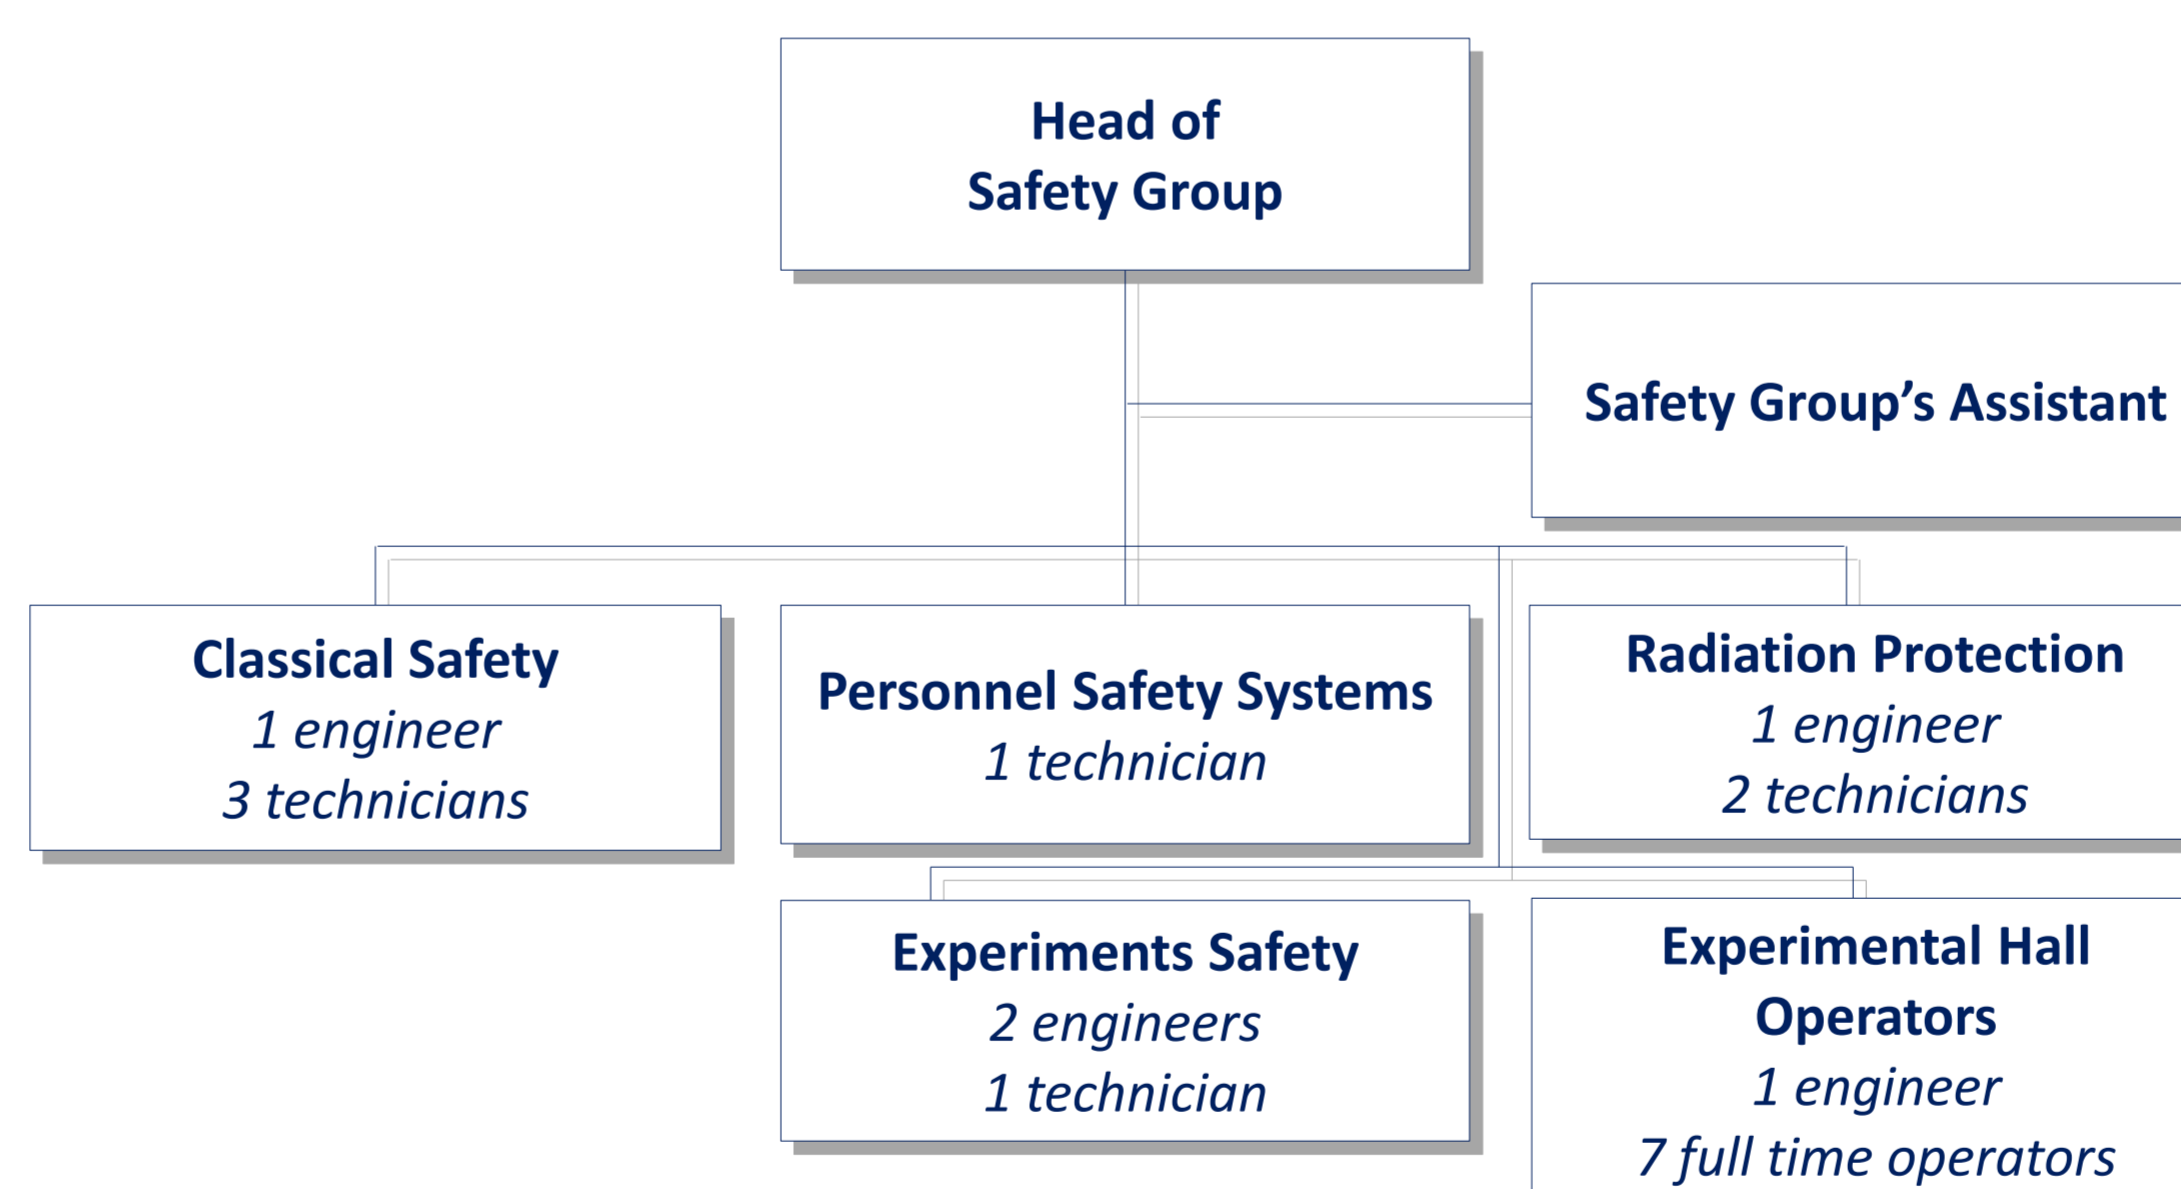 Head of
Safety Group
Safety Group’s Assistant
Classical Safety
1 engineer
3 technicians
Personnel Safety Systems
1 technician
Radiation Protection
1 engineer
2 technicians
Experiments Safety
2 engineers
1 technician
Experimental Hall
Operators
1 engineer
7 full time operators